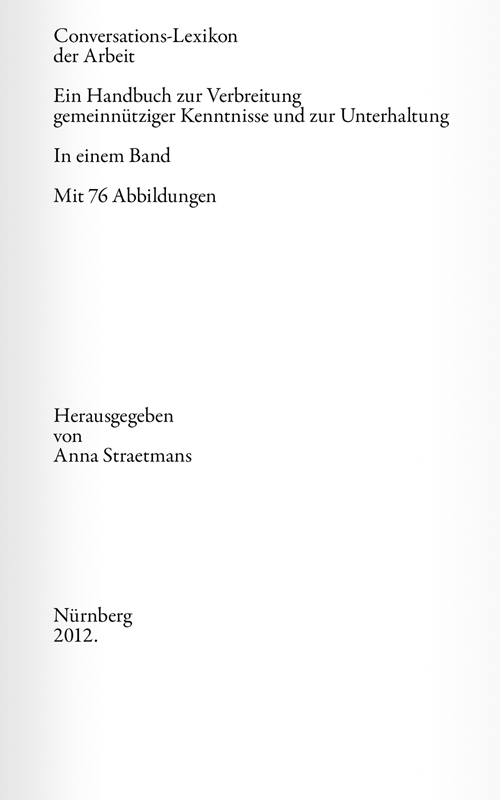 Conversations-Lexikon
der Arbeit
Ein Handbuch zur Verbreitung
gemeinnütziger Kenntnisse und zur Unterhaltung
In einem Band
Mit 76 Abbildungen
Herausgegeben
von
Anna Straetmans
Nürnberg
2012.